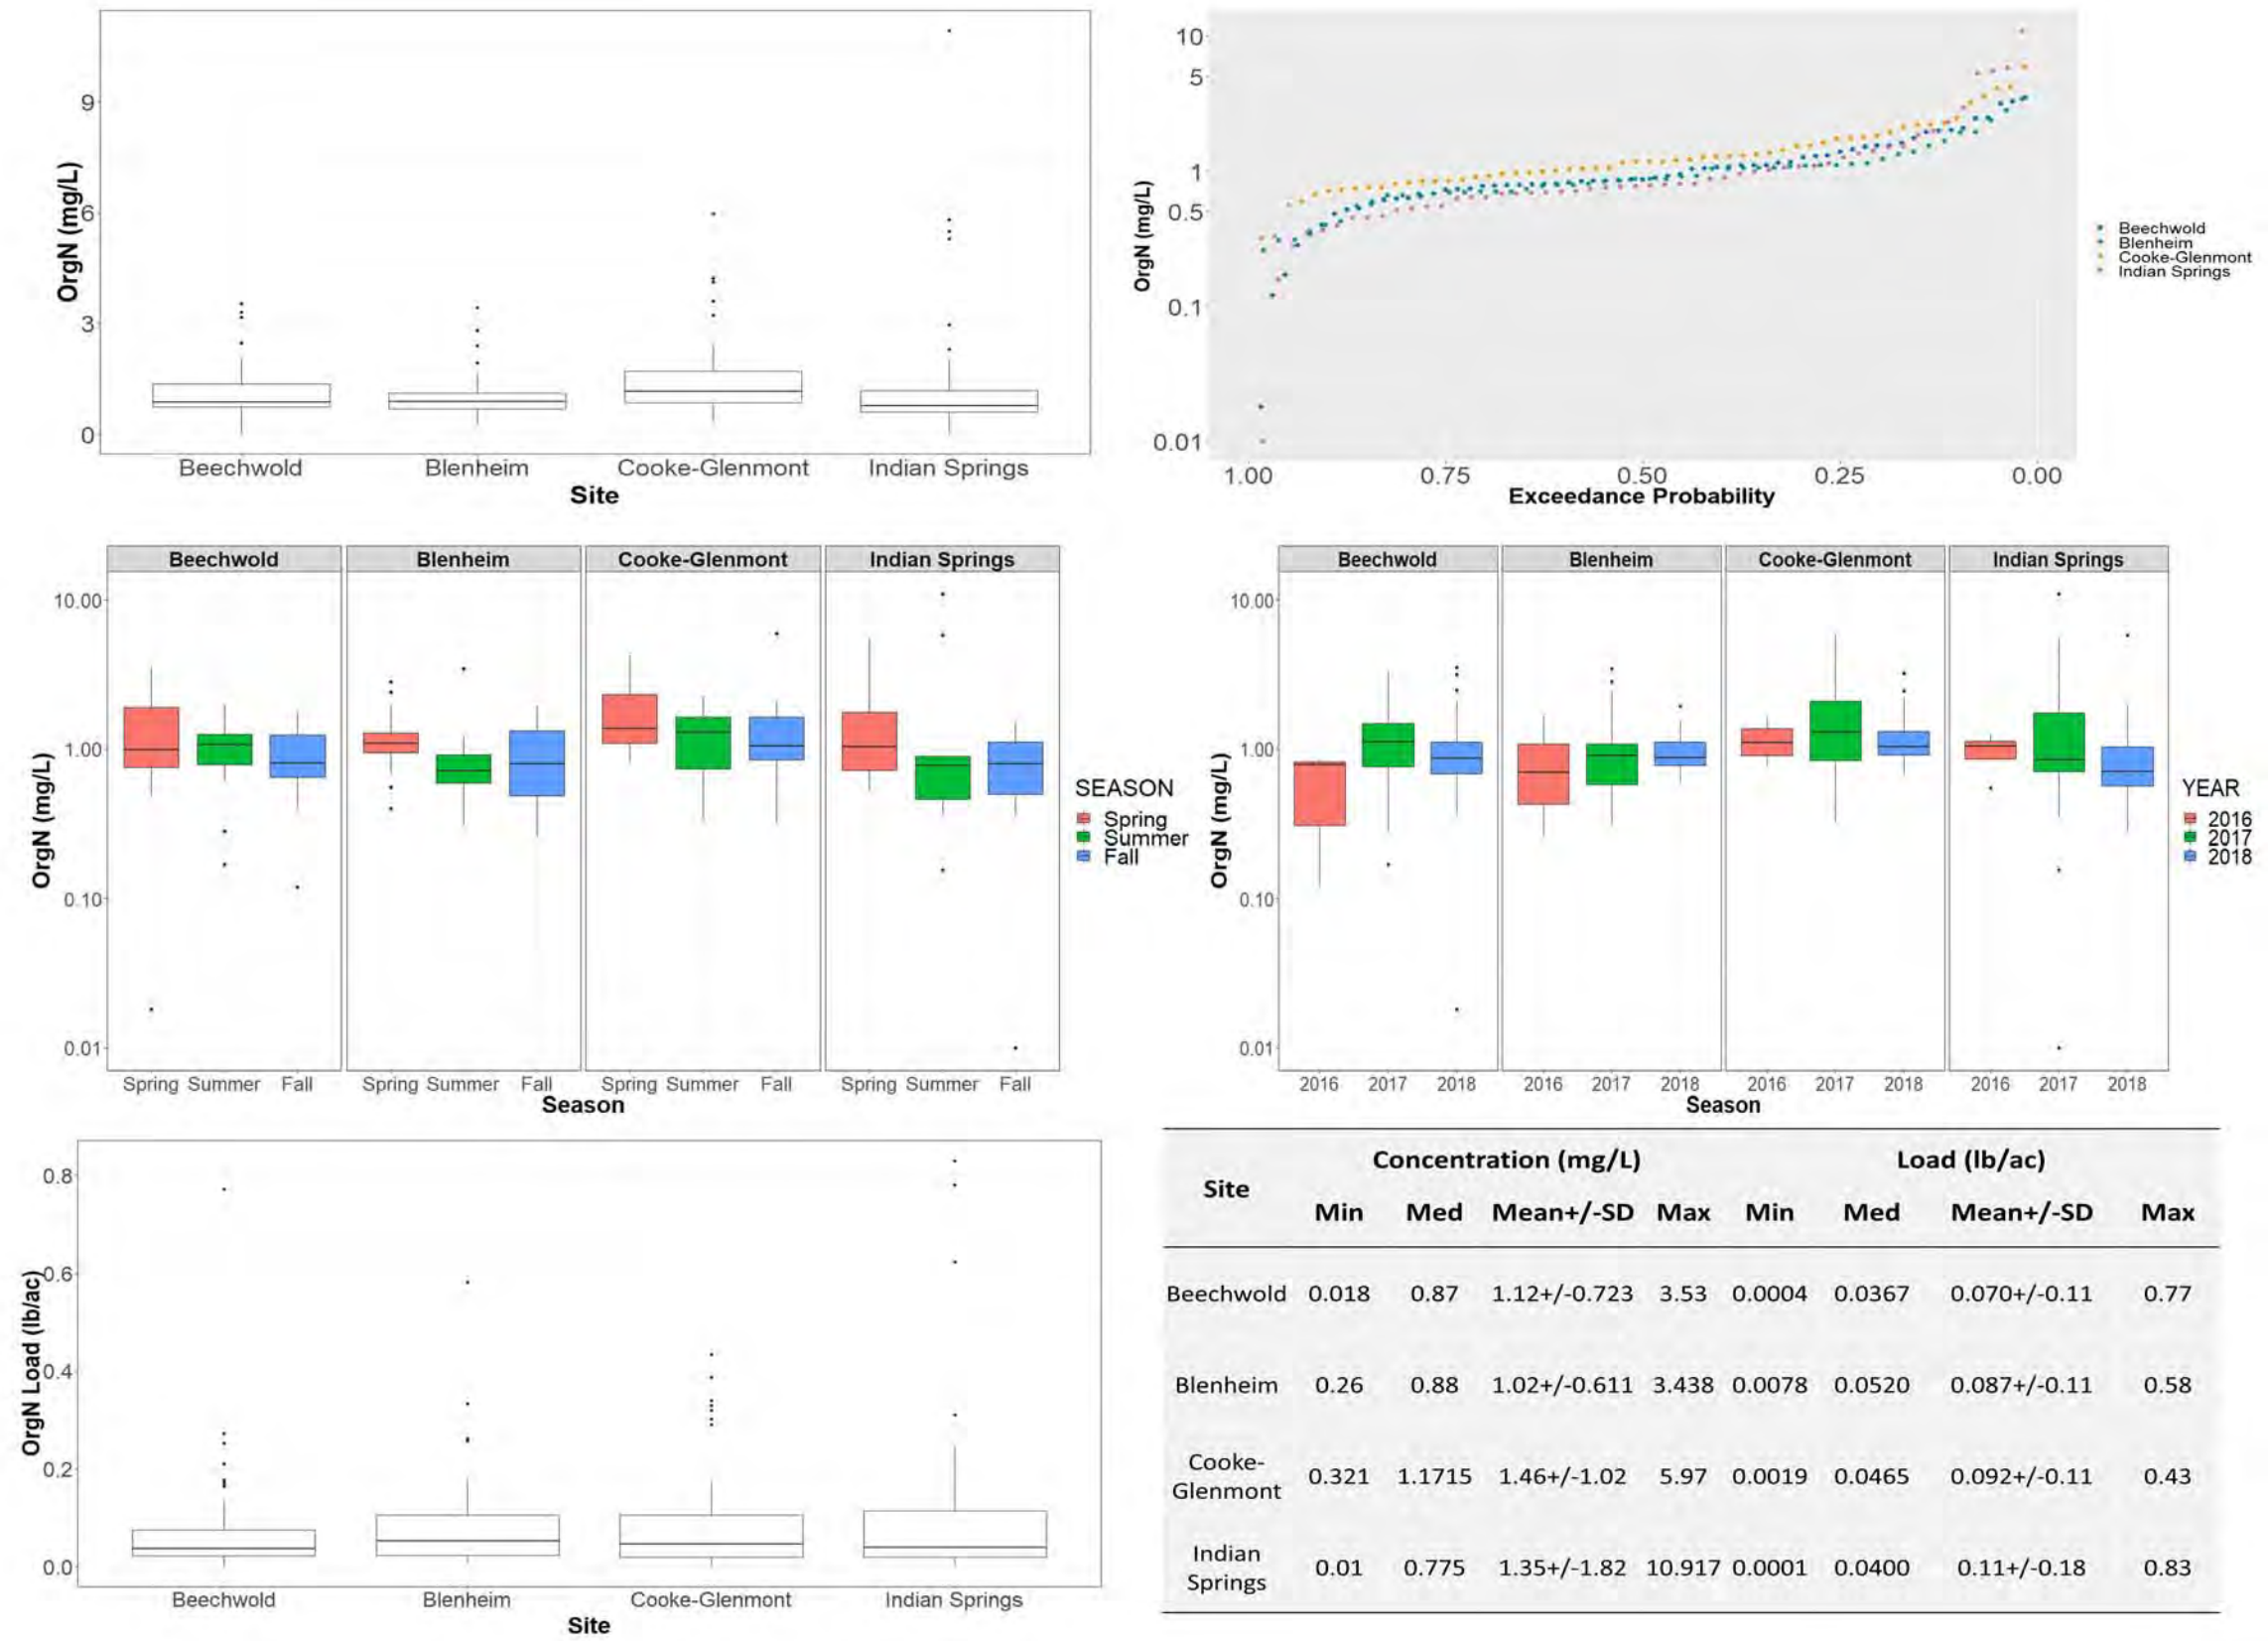 OrgN (mg/L)
9
6
3
0
Beechwold Blenheim Cooke-Glenmont Indian Springs
Site
OrgN (mg/L)
10
5
1
0.5
0.1
0.01
1.00 0.75 0.50 0.25 0.00
Exceedance Probability
Beechwold
Blenheim
Cooke-Glenmont
Indian Springs
Beechwold Blenheim Cooke-Glenmont Indian Springs
OrgN (mg/L)
10.00
1.00
0.10
0.01
Spring Summer Fall Spring Summer Fall Spring Summer Fall Spring Summer Fall
Season
SEASON
Spring
Summer
Fall
Beechwold Blenheim Cooke-Glenmont Indian Springs
OrgN (mg/L)
10.00
1.00
0.10
0.01
2016 2017 2018 2016 2017 2018 2016 2017 2018 2016 2017 2018
Season
YEAR
2016
2017
2018
OrgN Load (lb/ac)
0.8
0.6
0.4
0.2
0.0
Beechwold Blenheim Cooke-Glenmont Indian Springs
Site
Concentration (mg/L) Load (lb/ac)
Site
Min Med Mean+/-SD Max Min Med Mean+/-SD Max
Beechwold 0.018 0.87 1.12+/-0.723 3.53 0.0004 0.0367 0.070+/-0.11 0.77
Blenheim 0.26 0.88 1.02+/-0.611 3.438 0.0078 0.0520 0.087+/-0.11 0.58
Cooke-
Glenmont 0.321 1.1715 1.46+/-1.02 5.97 0.0019 0.0465 0.092+/-0.11 0.43
Indian
Springs 0.01 0.775 1.35+/-1.82 10.917 0.0001 0.0400 0.11+/-0.18 0.83